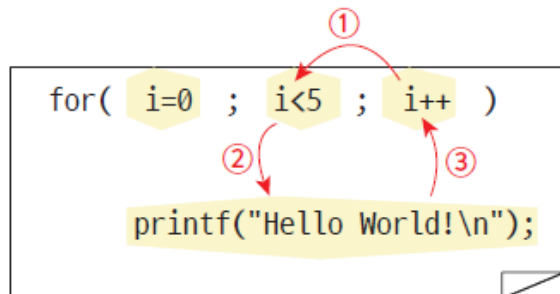 ①
for( i=0 ; i<5 ; i++ )
② ③
printf("Hello World!\n");